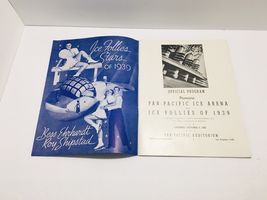 Ice Follies
Stars
OF 1939
Bess Ehrhardt
Roy Shipstad
OFFICIAL PROGRAM
PAN-PACIFIC ICE ARENA
ICE FOLLIES OF 1939
PAN PACIFIC AUDITORIUM